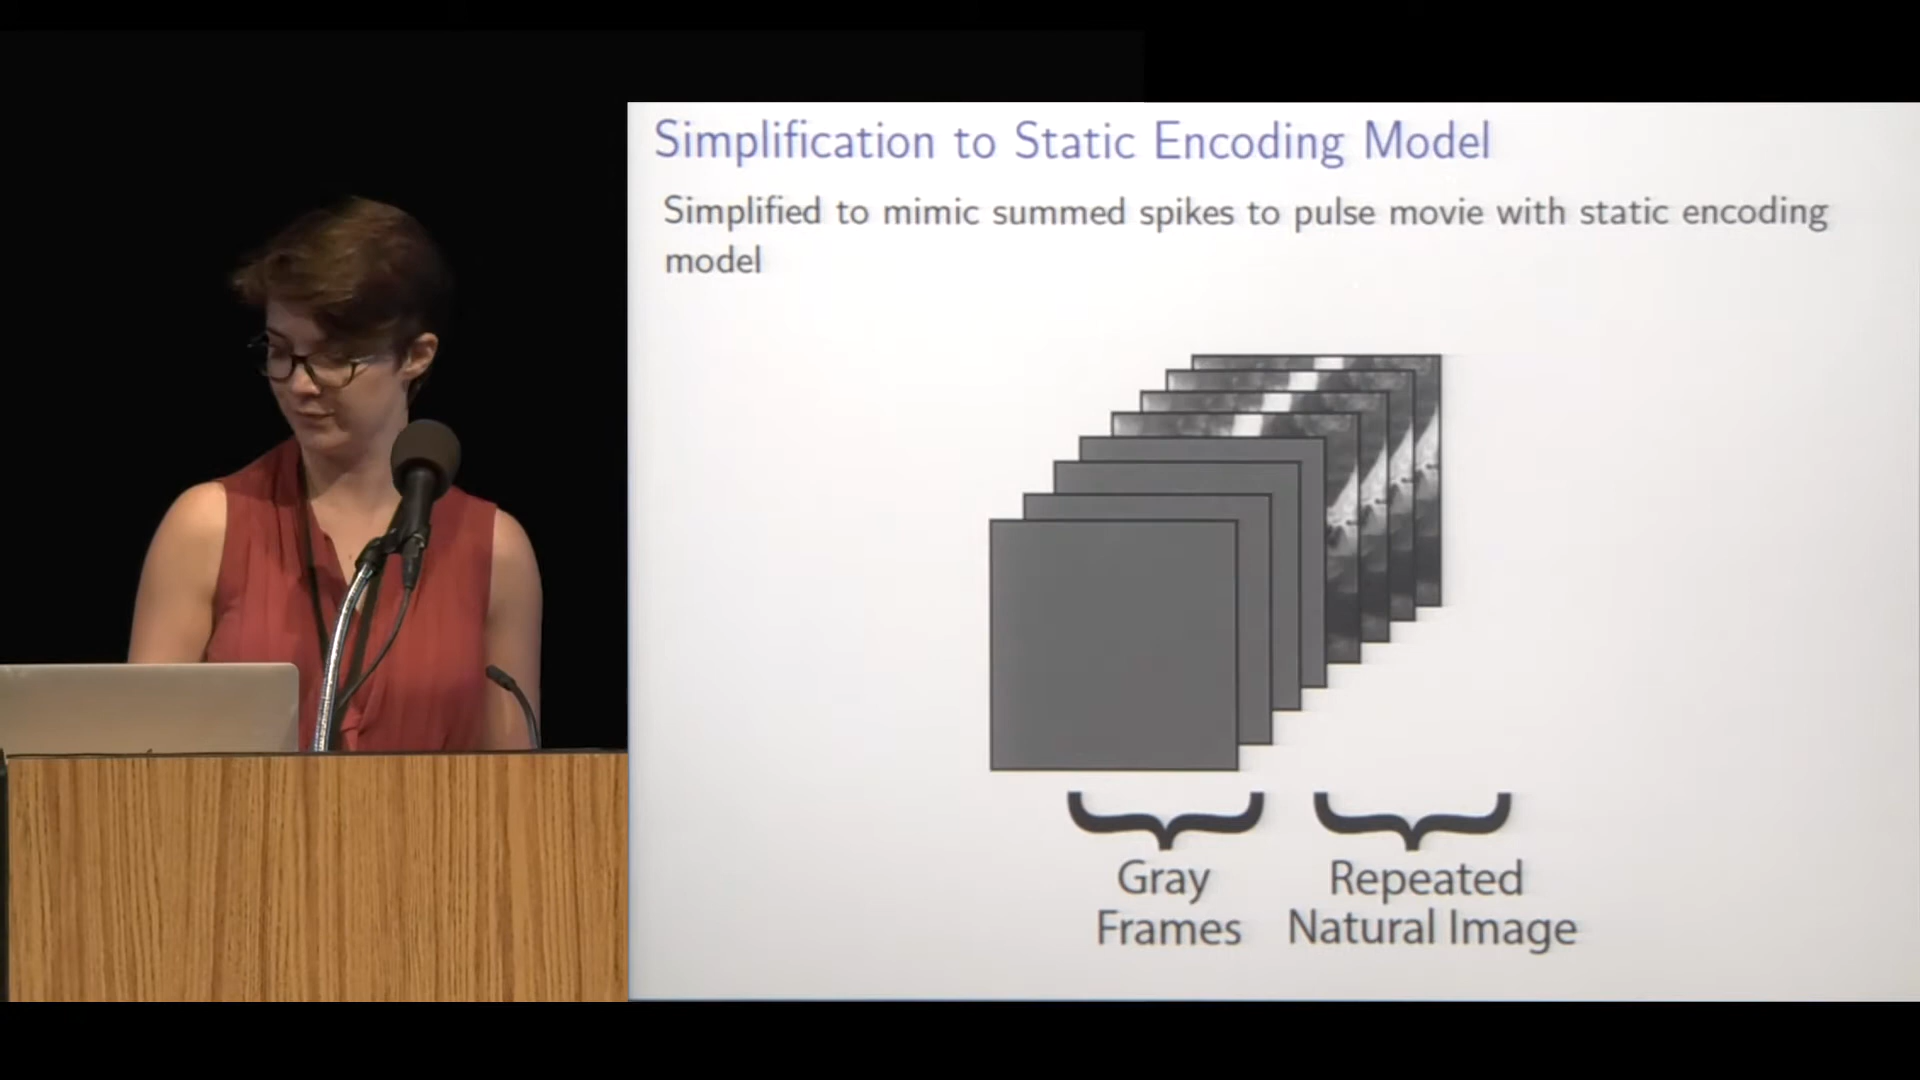 Simplification to Static Encoding Model
Simplified to mimic summed spikes to pulse movie with static encoding
model
Gray
Frames
Repeated
Natural Image